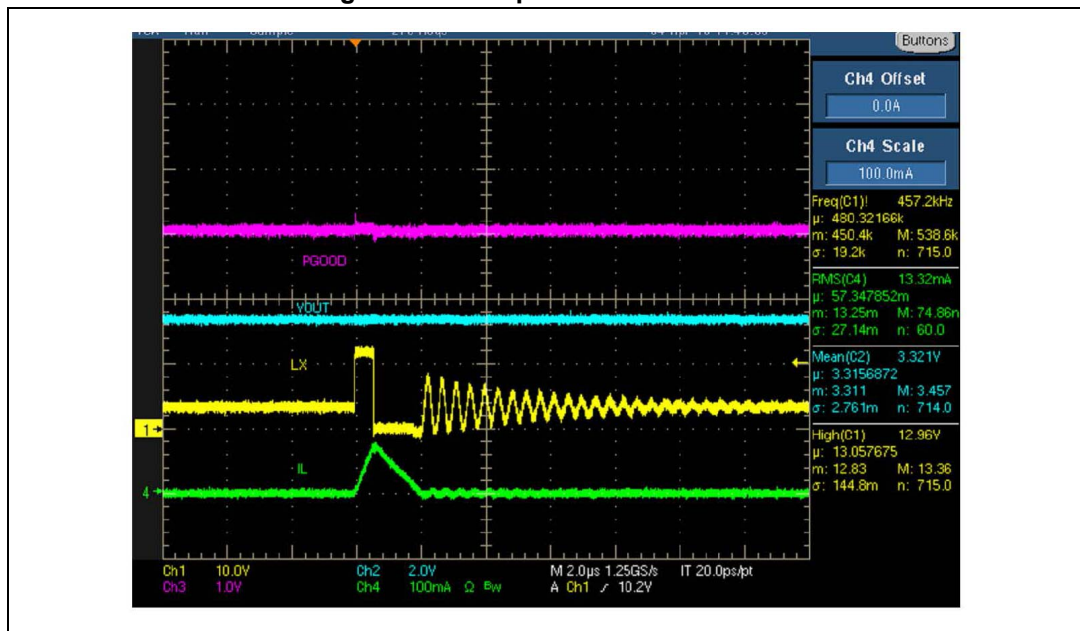 Buttons
Ch4 Offset
0.0A
Ch4 Scale
100.0mA
Freq(C1)! 457.2kHz
µ: 480.32166k
m: 450.4k M: 538.6k
σ: 19.2k n: 715.0
RMS(C4) 13.32mA
µ: 57.347852m
m: 13.25m M: 74.86m
σ: 27.14m n: 60.0
Mean(C2) 3.321V
µ: 3.3156872
m: 3.311 M: 3.457
σ: 2.761m n: 714.0
High(C1) 12.96V
µ: 13.057675
m: 12.83 M: 13.36
σ: 144.8m n: 715.0
PGOOD
VOUT
LX
1
IL
4
Ch1 10.0V Ch2 2.0V M 2.0µs 1.25GS/s IT 20.0ps/pt
Ch3 1.0V Ch4 100mA Ω Bw A Ch1 10.2V